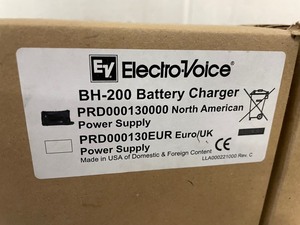 EV Electro-Voice
BH-200 Battery Charger
PRD000130000 North American
Power Supply
PRD000130EUR Euro/UK
Power Supply
Made in USA of Domestic & Foreign Content
CE
LLA000221000 Rev. C